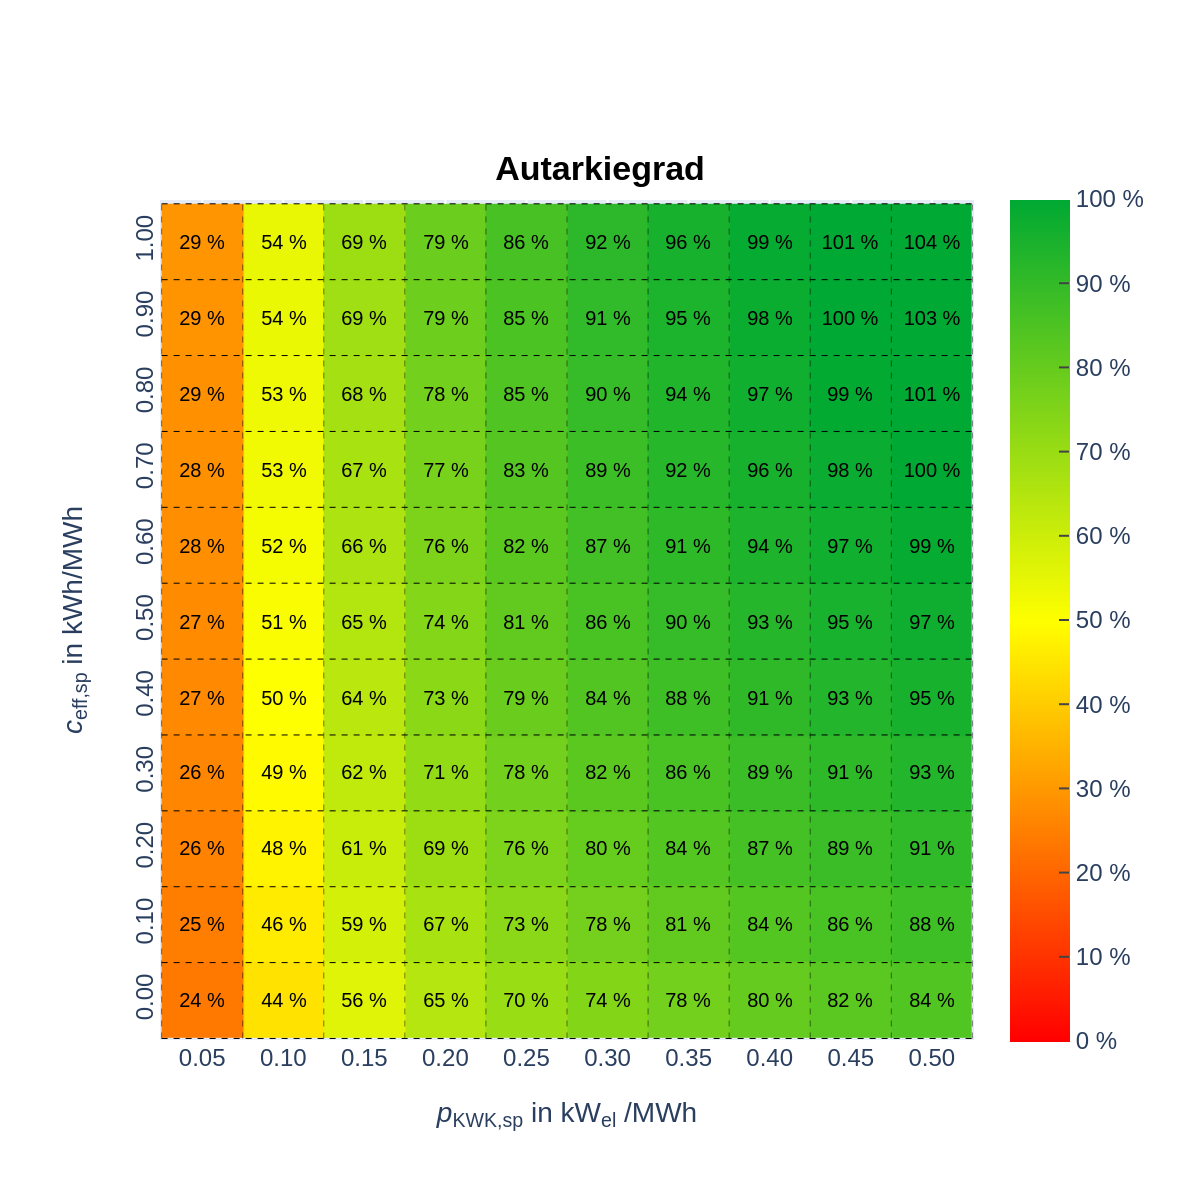 Autarkiegrad
1.00 29 % 54 % 69 % 79 % 86 % 92 % 96 % 99 % 101 % 104 %
0.90 29 % 54 % 69 % 79 % 85 % 91 % 95 % 98 % 100 % 103 %
0.80 29 % 53 % 68 % 78 % 85 % 90 % 94 % 97 % 99 % 101 %
0.70 28 % 53 % 67 % 77 % 83 % 89 % 92 % 96 % 98 % 100 %
0.60 28 % 52 % 66 % 76 % 82 % 87 % 91 % 94 % 97 % 99 %
0.50 27 % 51 % 65 % 74 % 81 % 86 % 90 % 93 % 95 % 97 %
0.40 27 % 50 % 64 % 73 % 79 % 84 % 88 % 91 % 93 % 95 %
0.30 26 % 49 % 62 % 71 % 78 % 82 % 86 % 89 % 91 % 93 %
0.20 26 % 48 % 61 % 69 % 76 % 80 % 84 % 87 % 89 % 91 %
0.10 25 % 46 % 59 % 67 % 73 % 78 % 81 % 84 % 86 % 88 %
0.00 24 % 44 % 56 % 65 % 70 % 74 % 78 % 80 % 82 % 84 %
0.05 0.10 0.15 0.20 0.25 0.30 0.35 0.40 0.45 0.50
c eff,sp in kWh/MWh
p KWK,sp in kW el /MWh
100 %
90 %
80 %
70 %
60 %
50 %
40 %
30 %
20 %
10 %
0 %